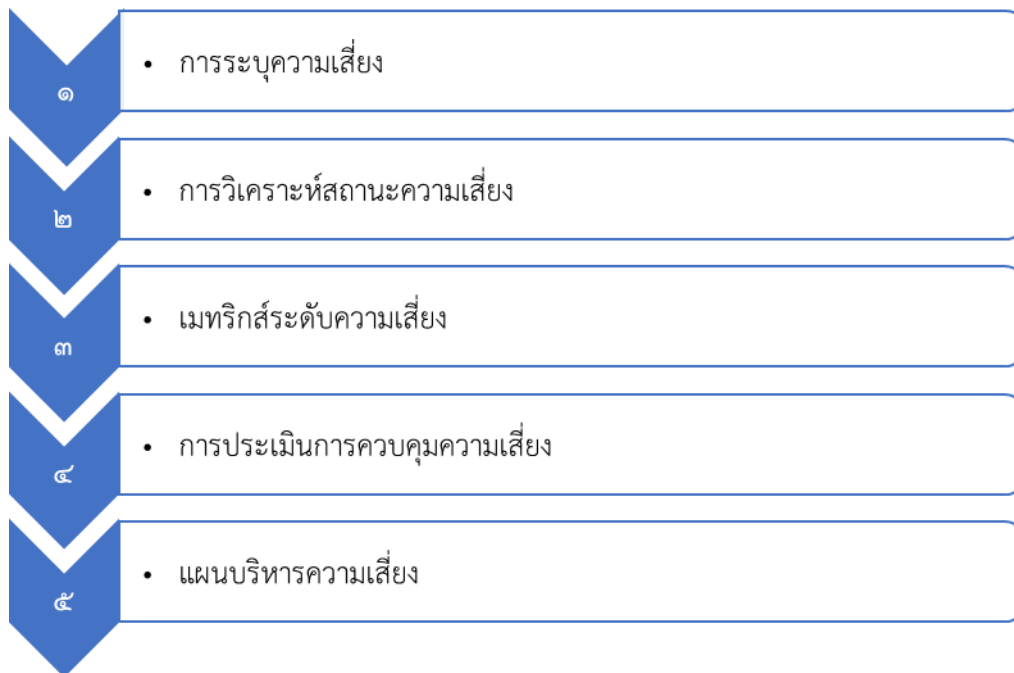 ๑
• การระบุความเสี่ยง
๒
• การวิเคราะห์สถานะความเสี่ยง
๓
• เมทริกส์ระดับความเสี่ยง
๔
• การประเมินการควบคุมความเสี่ยง
๕
• แผนบริหารความเสี่ยง